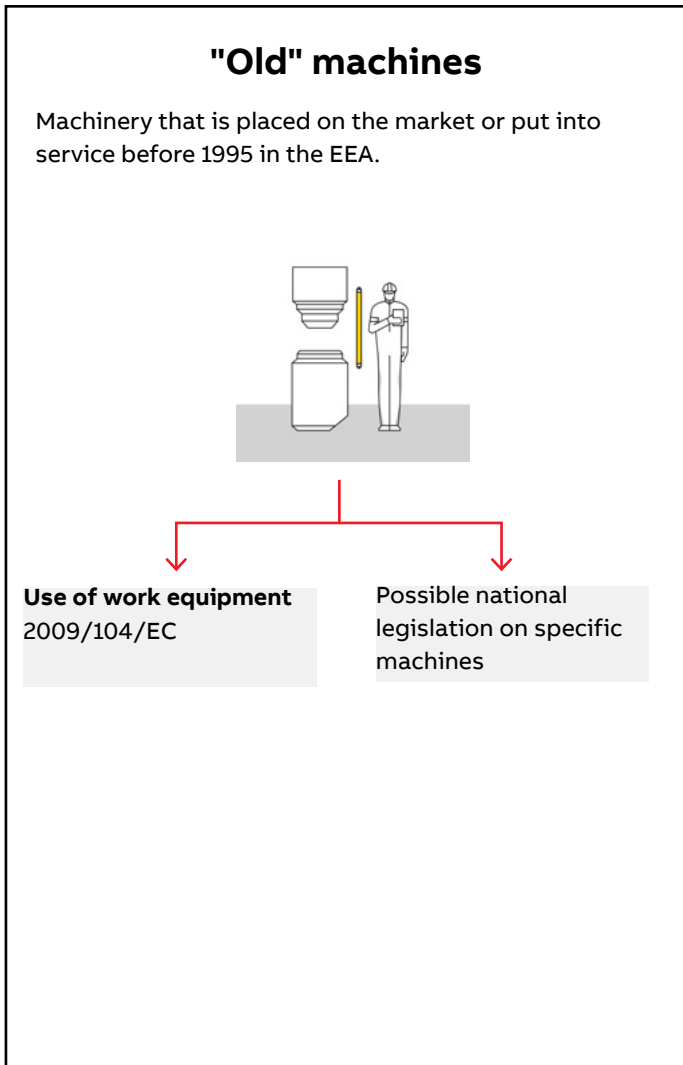 "Old" machines
Machinery that is placed on the market or put into
service before 1995 in the EEA.
Use of work equipment
2009/104/EC
Possible national
legislation on specific
machines